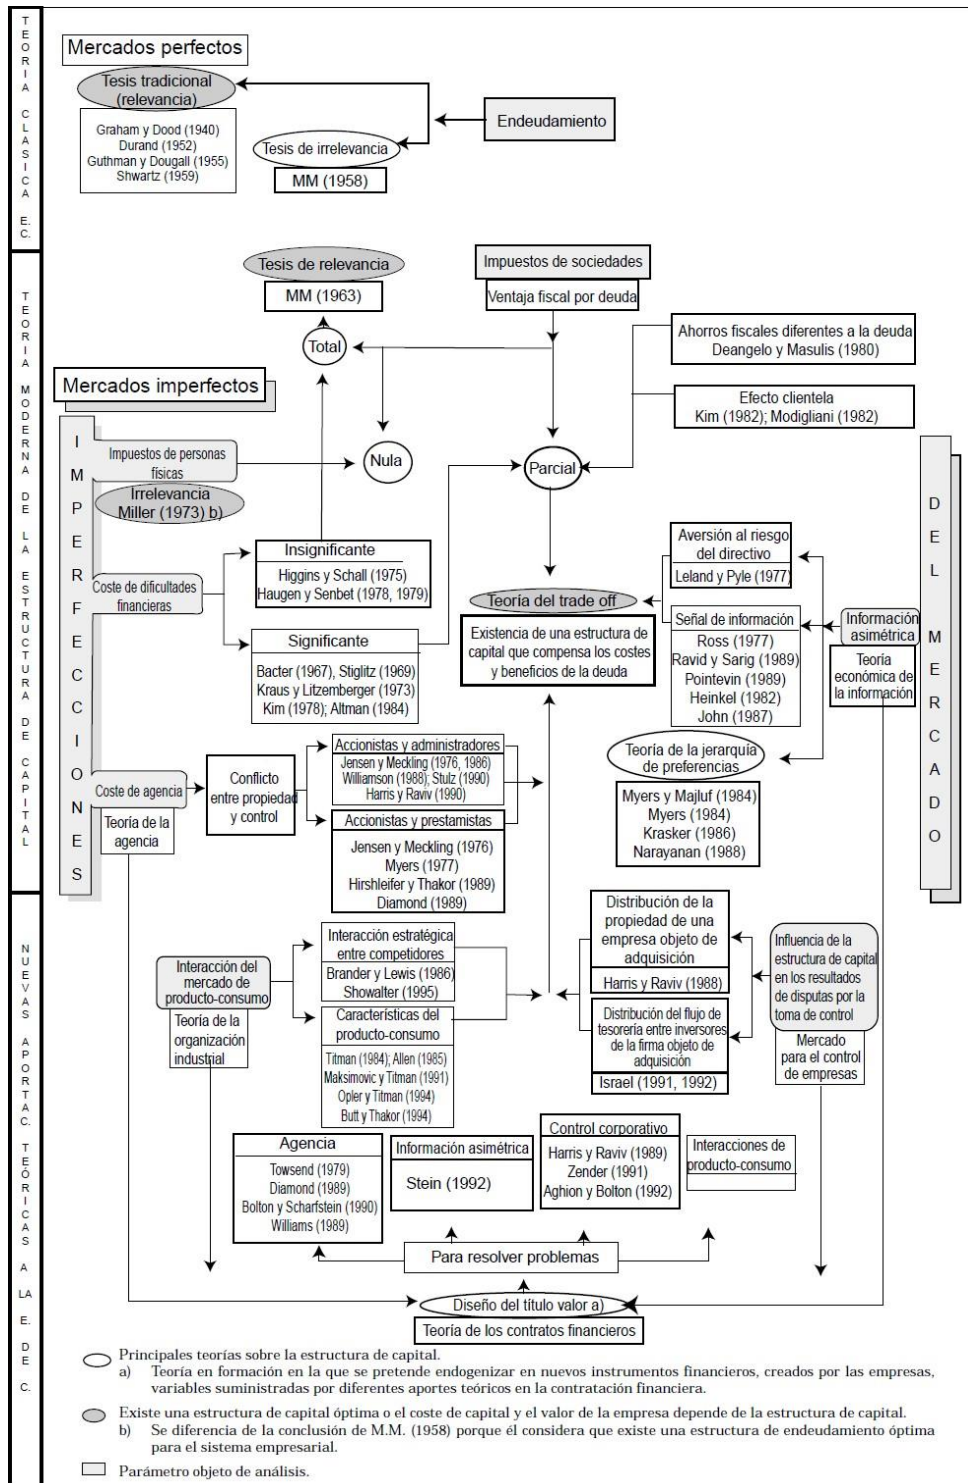 TEORIA CLASICA E.C.
Mercados perfectos
Tesis tradicional
(relevancia)
Graham y Dood (1940)
Durand (1952)
Guthman y Dougall (1955)
Shwartz (1959)
Tesis de irrelevancia
MM (1958)
Endeudamiento
TEORIA MODERNA DE LA ESTRUCTURA DE CAPITAL
Tesis de relevancia
MM (1963)
Total
Impuestos de sociedades
Ventaja fiscal por deuda
Ahorros fiscales diferentes a la deuda
Deangelo y Masulis (1980)
Efecto clientela
Kim (1982); Modigliani (1982)
Mercados imperfectos
IMPERFECCIONES
DEL MERCADO
Impuestos de personas
físicas
Irrelevancia
Miller (1973) b)
Nula
Parcial
Coste de dificultades
financieras
Insignificante
Higgins y Schall (1975)
Haugen y Senbet (1978, 1979)
Significante
Bacter (1967), Stiglitz (1969)
Kraus y Litzemberger (1973)
Kim (1978); Altman (1984)
Teoría del trade off
Existencia de una estructura de
capital que compensa los costes
y beneficios de la deuda
Aversión al riesgo
del directivo
Leland y Pyle (1977)
Señal de información
Ross (1977)
Ravid y Sarig (1989)
Pointevin (1989)
Heinkel (1982)
John (1987)
Información
asimétrica
Teoría
económica de
la información
Teoría de la jerarquía
de preferencias
Myers y Majluf (1984)
Myers (1984)
Krasker (1986)
Narayanan (1988)
Coste de agencia
Teoría de la
agencia
Conflicto
entre propiedad
y control
Accionistas y administradores
Jensen y Meckling (1976, 1986)
Williamson (1988); Stulz (1990)
Harris y Raviv (1990)
Accionistas y prestamistas
Jensen y Meckling (1976)
Myers (1977)
Hirshleifer y Thakor (1989)
Diamond (1989)
NUEVAS APORTAC. TEÓRICAS A LA E. DE C.
Interacción del
mercado de
producto-consumo
Teoría de la
organización
industrial
Interacción estratégica
entre competidores
Brander y Lewis (1986)
Showalter (1995)
Características del
producto-consumo
Titman (1984); Allen (1985)
Maksimovic y Titman (1991)
Opler y Titman (1994)
Butt y Thakor (1994)
Distribución de la
propiedad de una
empresa objeto de
adquisición
Harris y Raviv (1988)
Distribución del flujo de
tesorería entre inversores
de la firma objeto de
adquisición
Israel (1991, 1992)
Influencia de la
estructura de capital
en los resultados
de disputas por la
toma de control
Mercado
para el control
de empresas
Agencia
Towsend (1979)
Diamond (1989)
Bolton y Scharfstein (1990)
Williams (1989)
Información asimétrica
Stein (1992)
Control corporativo
Harris y Raviv (1989)
Zender (1991)
Aghion y Bolton (1992)
Interacciones de
producto-consumo
Para resolver problemas
Diseño del título valor a)
Teoría de los contratos financieros
Principales teorías sobre la estructura de capital.
a) Teoría en formación en la que se pretende endogenizar en nuevos instrumentos financieros, creados por las empresas,
variables suministradas por diferentes aportes teóricos en la contratación financiera.
Existe una estructura de capital óptima o el coste de capital y el valor de la empresa depende de la estructura de capital.
b) Se diferencia de la conclusión de M.M. (1958) porque él considera que existe una estructura de endeudamiento óptima
para el sistema empresarial.
Parámetro objeto de análisis.